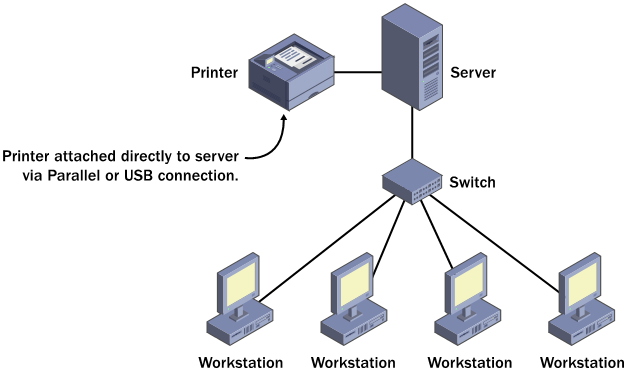 Printer
Server
Printer attached directly to server
via Parallel or USB connection.
Switch
Workstation
Workstation
Workstation
Workstation